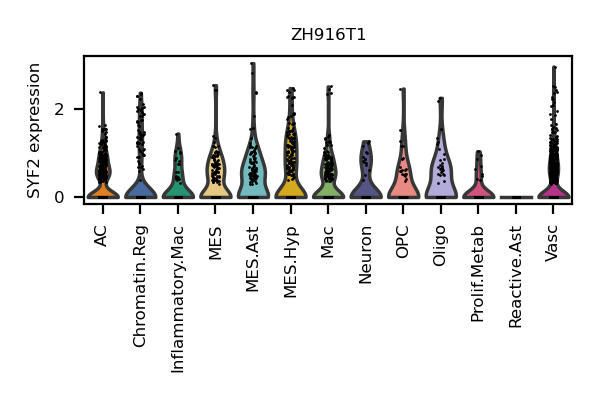 ZH916T1
SYF2 expression
2
0
AC
Chromatin.Reg
Inflammatory.Mac
MES
MES.Ast
MES.Hyp
Mac
Neuron
OPC
Oligo
Prolif.Metab
Reactive.Ast
Vasc